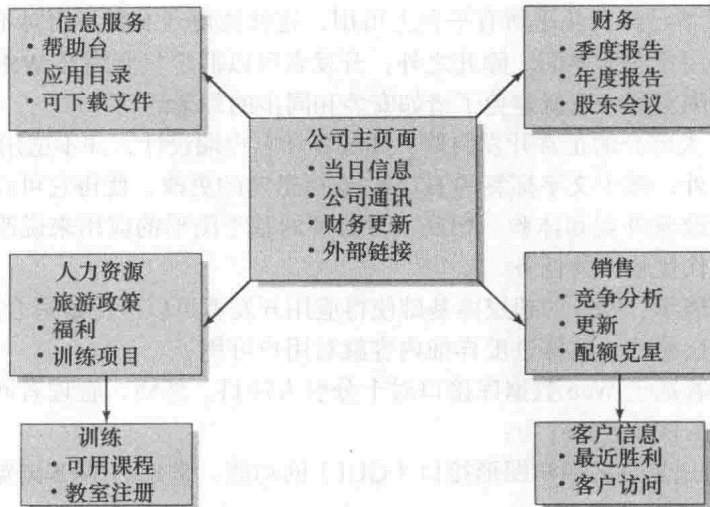 信息服务
• 帮助台
• 应用目录
• 可下载文件
财务
• 季度报告
• 年度报告
• 股东会议
公司主页面
• 当日信息
• 公司通讯
• 财务更新
• 外部链接
人力资源
• 旅游政策
• 福利
• 训练项目
销售
• 竞争分析
• 更新
• 配额克星
训练
• 可用课程
• 教室注册
客户信息
• 最近胜利
• 客户访问